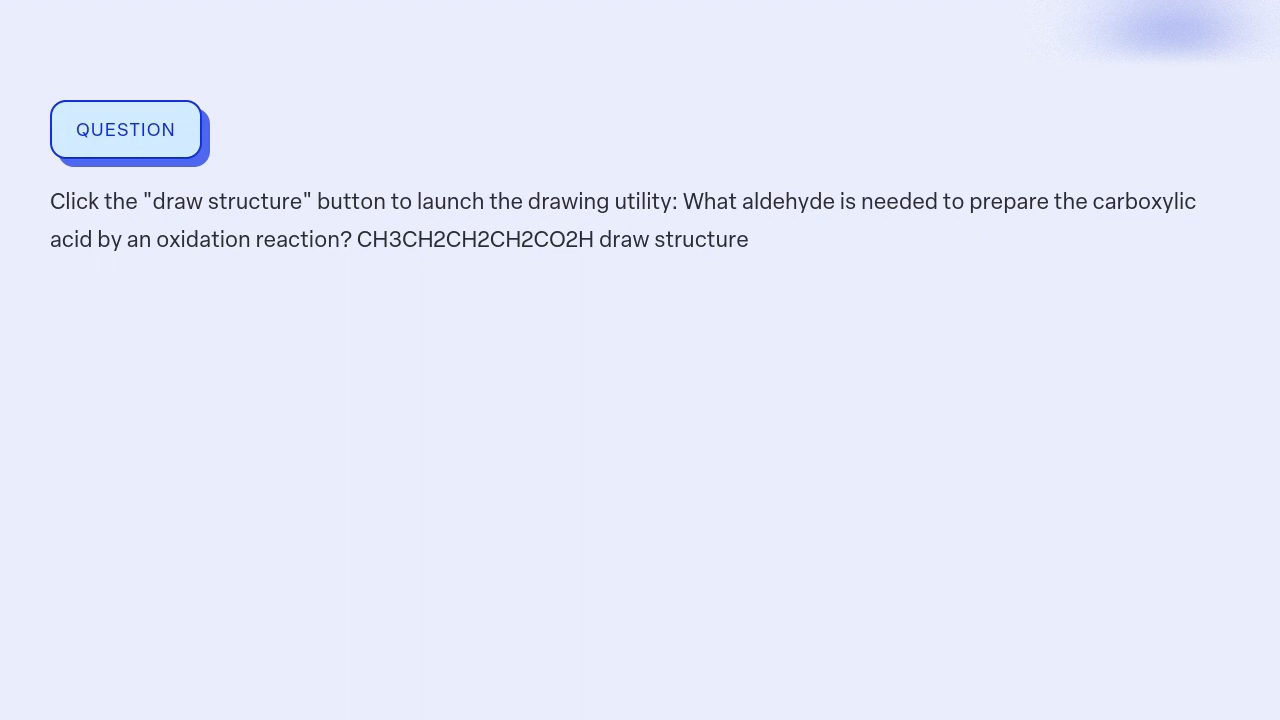 QUESTION
Click the "draw structure" button to launch the drawing utility: What aldehyde is needed to prepare the carboxylic
acid by an oxidation reaction? CH3CH2CH2CH2CO2H draw structure